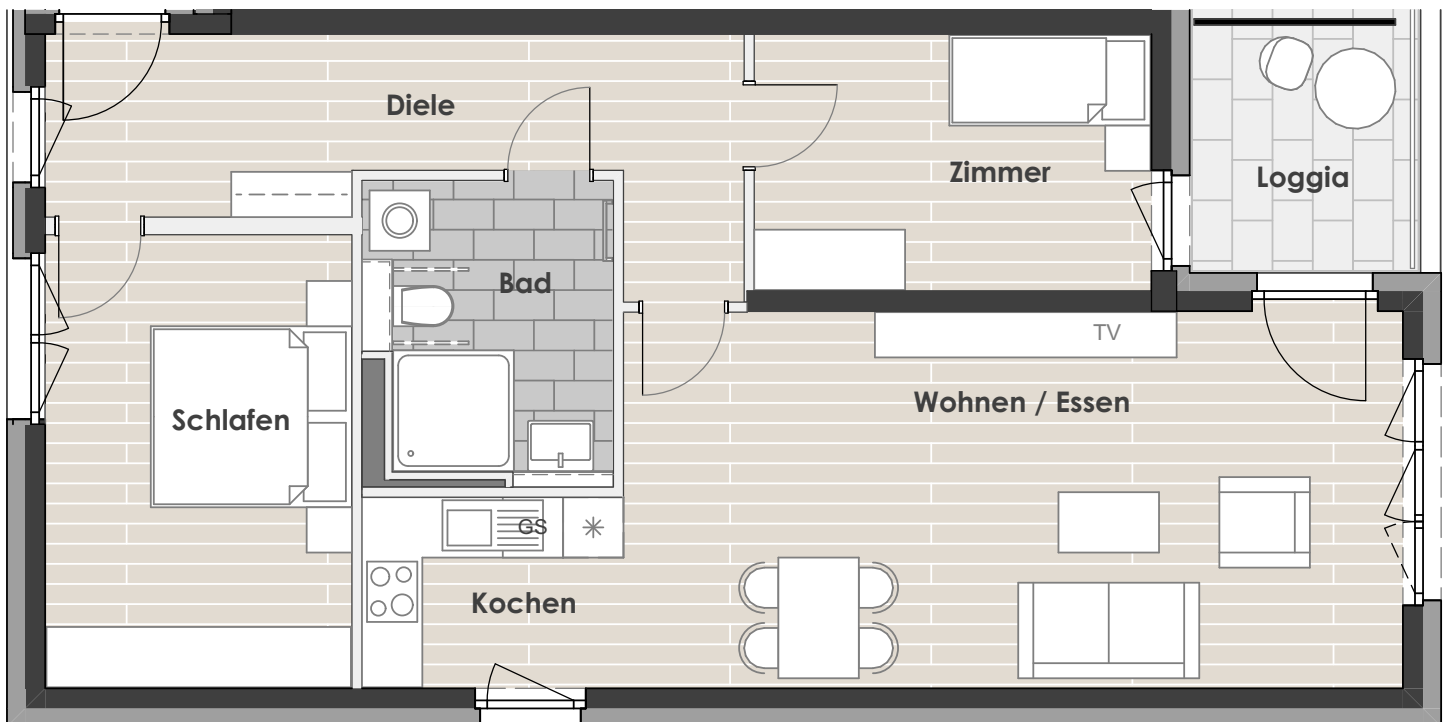 Diele
Zimmer
Loggia
Bad
TV
Wohnen / Essen
Schlafen
GS
Kochen